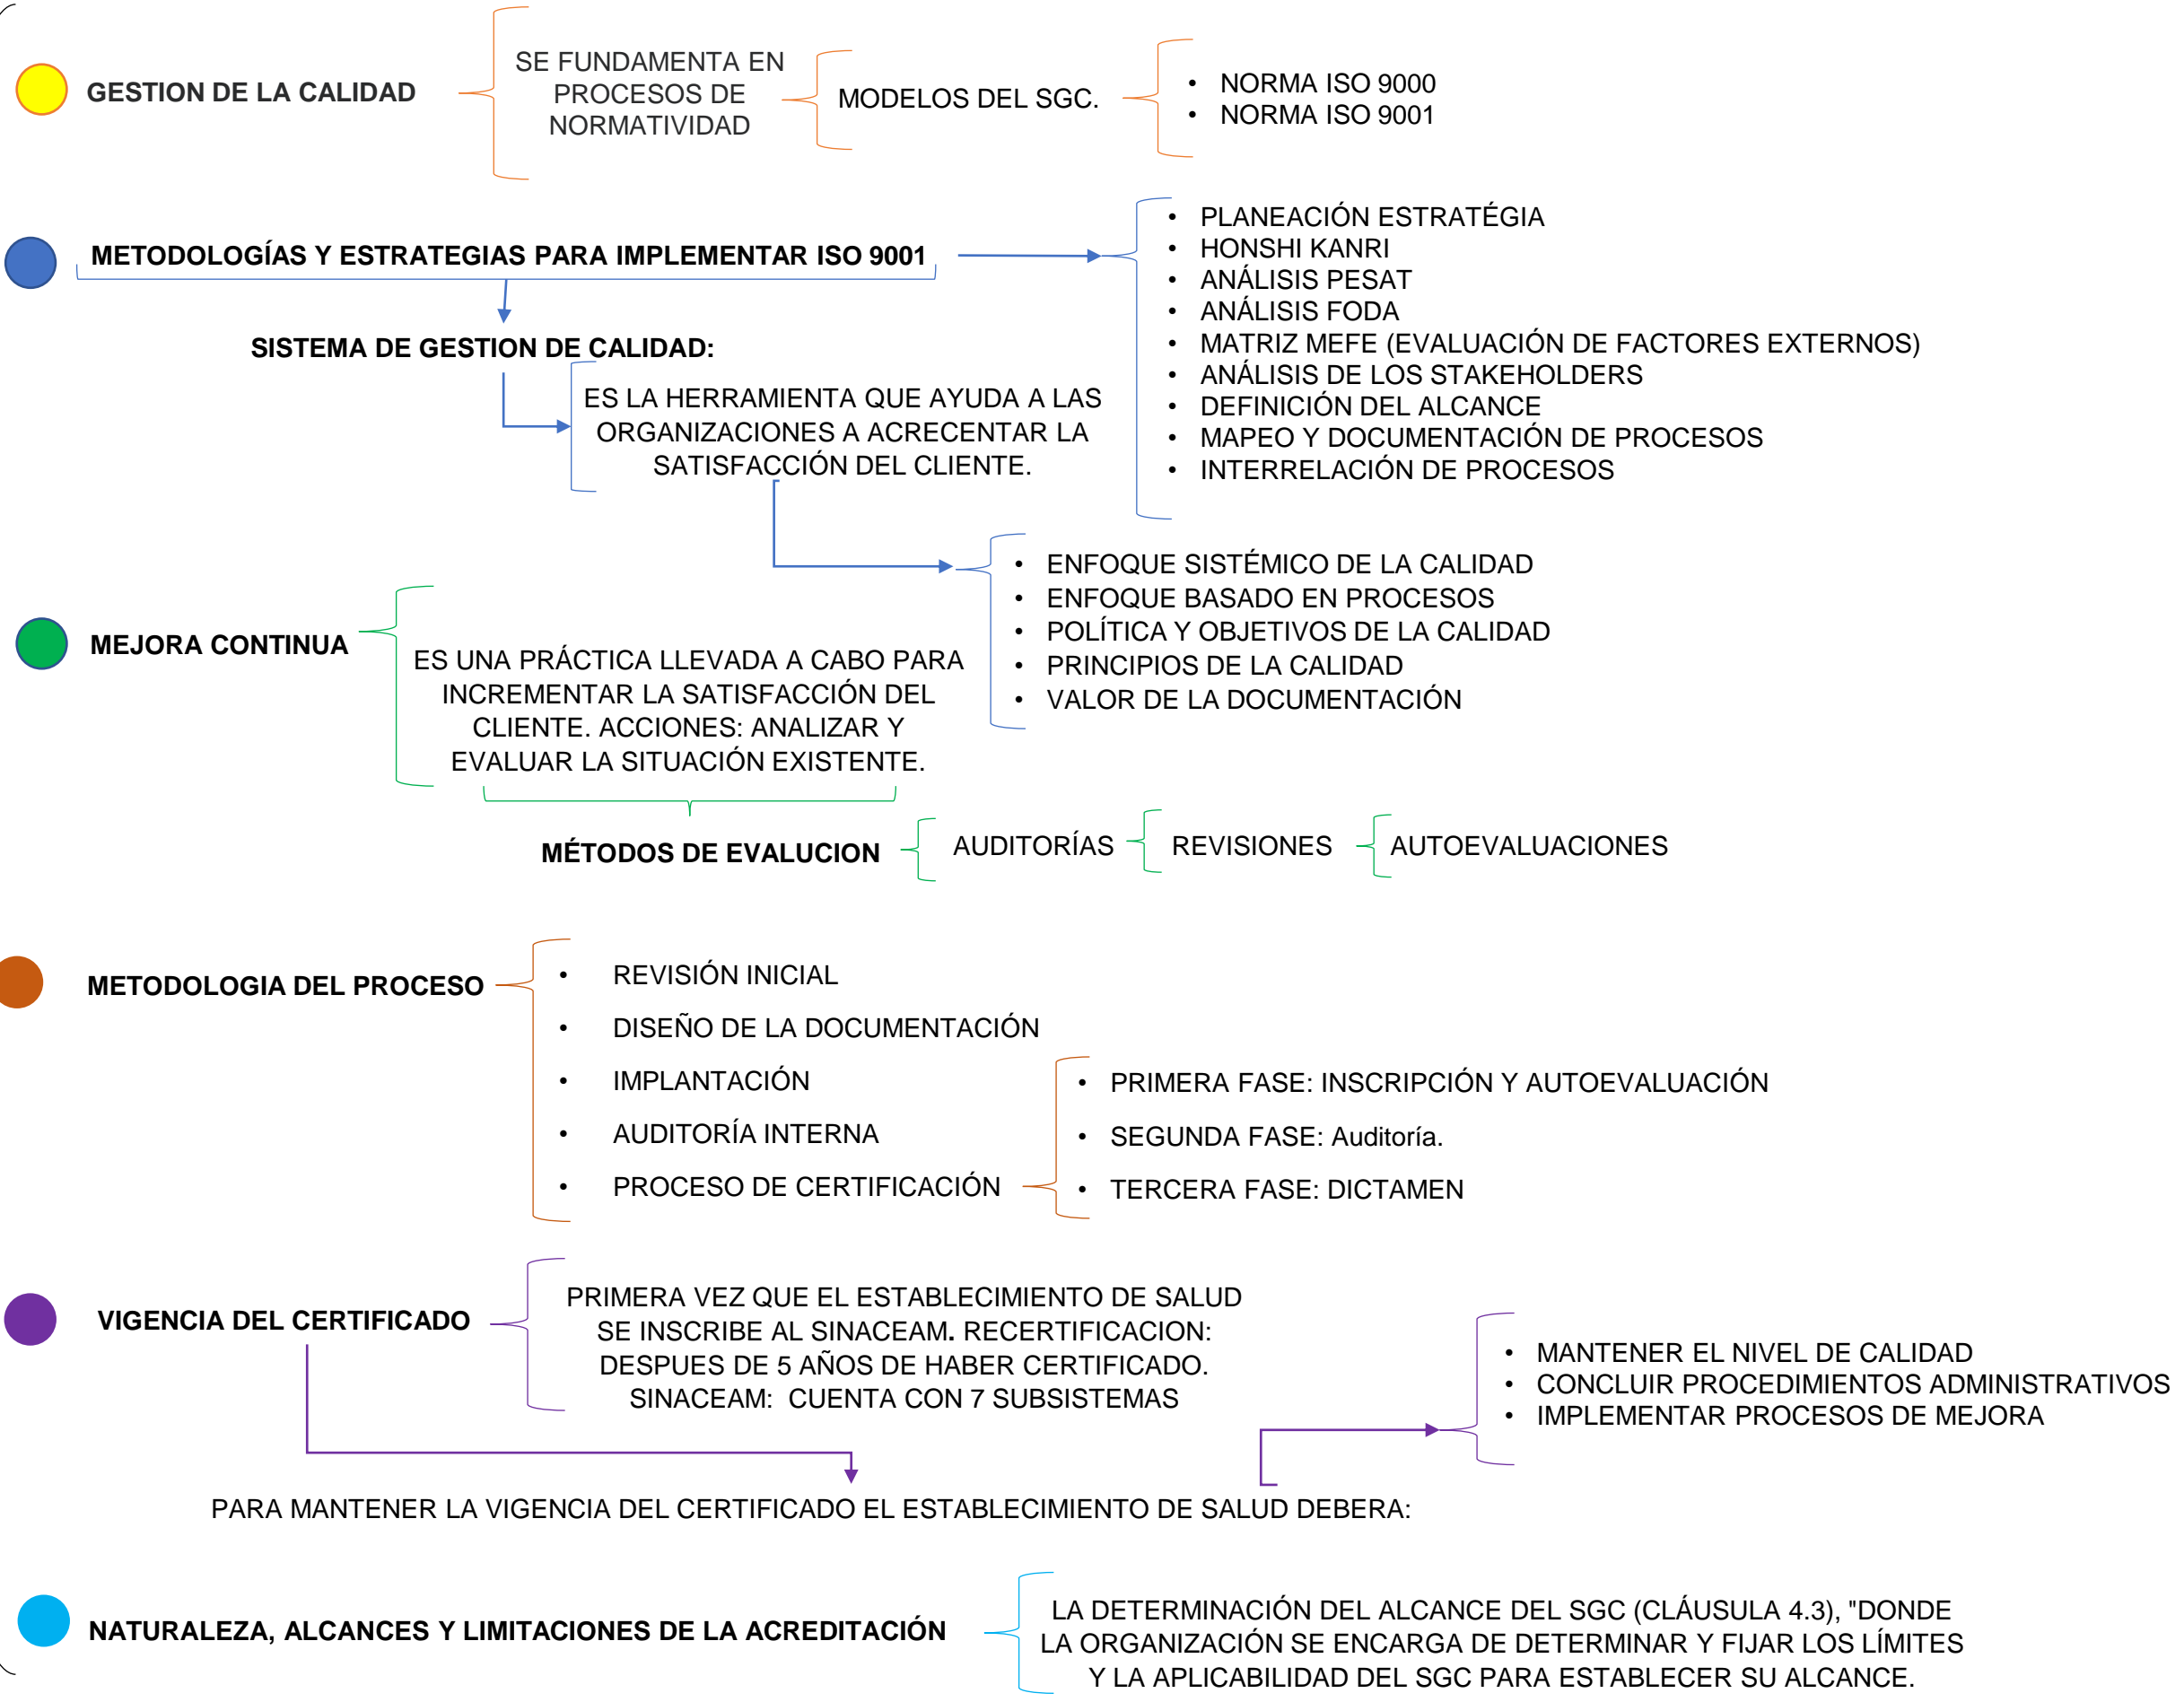 GESTION DE LA CALIDAD
SE FUNDAMENTA EN
PROCESOS DE
NORMATIVIDAD
MODELOS DEL SGC.
• NORMA ISO 9000
• NORMA ISO 9001
METODOLOGÍAS Y ESTRATEGIAS PARA IMPLEMENTAR ISO 9001
• PLANEACIÓN ESTRATÉGIA
• HONSHI KANRI
• ANÁLISIS PESAT
• ANÁLISIS FODA
• MATRIZ MEFE (EVALUACIÓN DE FACTORES EXTERNOS)
• ANÁLISIS DE LOS STAKEHOLDERS
• DEFINICIÓN DEL ALCANCE
• MAPEO Y DOCUMENTACIÓN DE PROCESOS
• INTERRELACIÓN DE PROCESOS
SISTEMA DE GESTION DE CALIDAD:
ES LA HERRAMIENTA QUE AYUDA A LAS
ORGANIZACIONES A ACRECENTAR LA
SATISFACCIÓN DEL CLIENTE.
• ENFOQUE SISTÉMICO DE LA CALIDAD
• ENFOQUE BASADO EN PROCESOS
• POLÍTICA Y OBJETIVOS DE LA CALIDAD
• PRINCIPIOS DE LA CALIDAD
• VALOR DE LA DOCUMENTACIÓN
MEJORA CONTINUA
ES UNA PRÁCTICA LLEVADA A CABO PARA
INCREMENTAR LA SATISFACCIÓN DEL
CLIENTE. ACCIONES: ANALIZAR Y
EVALUAR LA SITUACIÓN EXISTENTE.
MÉTODOS DE EVALUCION
AUDITORÍAS
REVISIONES
AUTOEVALUACIONES
METODOLOGIA DEL PROCESO
• REVISIÓN INICIAL
• DISEÑO DE LA DOCUMENTACIÓN
• IMPLANTACIÓN
• AUDITORÍA INTERNA
• PROCESO DE CERTIFICACIÓN
• PRIMERA FASE: INSCRIPCIÓN Y AUTOEVALUACIÓN
• SEGUNDA FASE: Auditoría.
• TERCERA FASE: DICTAMEN
VIGENCIA DEL CERTIFICADO
PRIMERA VEZ QUE EL ESTABLECIMIENTO DE SALUD
SE INSCRIBE AL SINACEAM. RECERTIFICACION:
DESPUES DE 5 AÑOS DE HABER CERTIFICADO.
SINACEAM: CUENTA CON 7 SUBSISTEMAS
• MANTENER EL NIVEL DE CALIDAD
• CONCLUIR PROCEDIMIENTOS ADMINISTRATIVOS
• IMPLEMENTAR PROCESOS DE MEJORA
PARA MANTENER LA VIGENCIA DEL CERTIFICADO EL ESTABLECIMIENTO DE SALUD DEBERA:
NATURALEZA, ALCANCES Y LIMITACIONES DE LA ACREDITACIÓN
LA DETERMINACIÓN DEL ALCANCE DEL SGC (CLÁUSULA 4.3), "DONDE
LA ORGANIZACIÓN SE ENCARGA DE DETERMINAR Y FIJAR LOS LÍMITES
Y LA APLICABILIDAD DEL SGC PARA ESTABLECER SU ALCANCE.